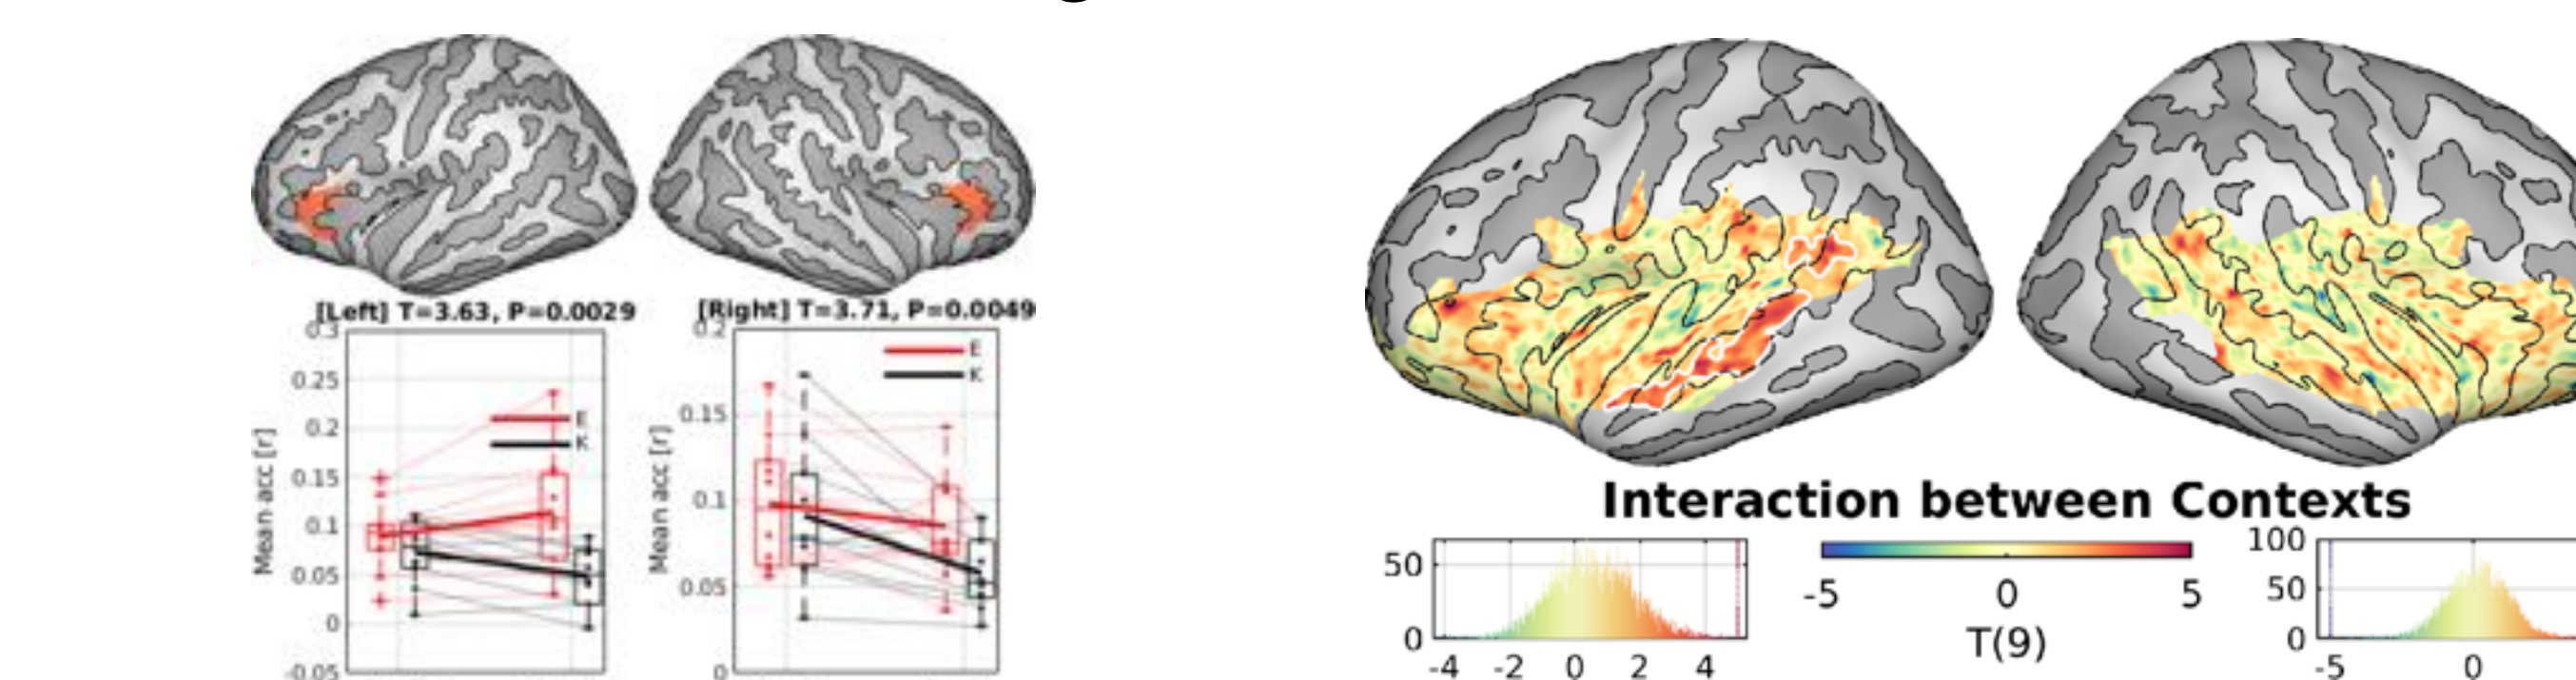 [Left] T=3.63, P=0.0029
[Right] T=3.71, P=0.0049
0.3
0.25
0.2
0.15
0.1
0.05
0
-0.05
Mean acc [r]
E
K
0.2
0.15
0.1
0.05
0
Mean acc [r]
E
K
Interaction between Contexts
50
0
-4 -2 0 2 4
-5 0 5
T(9)
100
50
0
-5 0